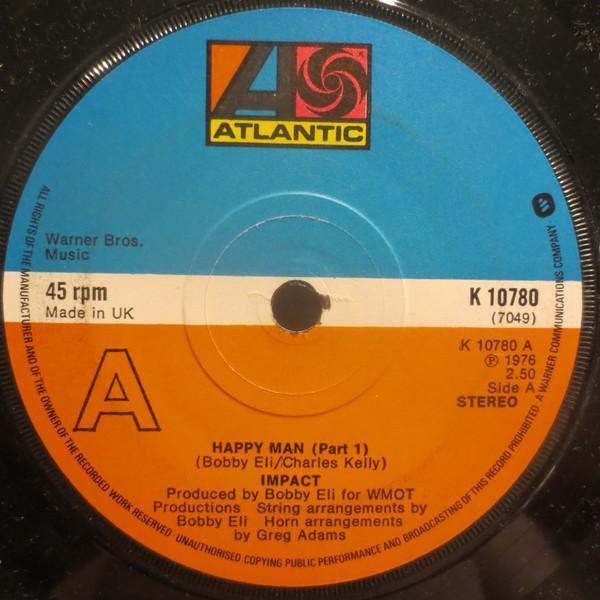 ATLANTIC
Warner Bros.
Music
45 rpm
Made in UK
K 10780
(7049)
K 10780 A
Ⓟ 1976
2.50
Side A
STEREO
A
HAPPY MAN (Part 1)
(Bobby Eli/Charles Kelly)
IMPACT
Produced by Bobby Eli for WMOT
Productions String arrangements by
Bobby Eli Horn arrangements
by Greg Adams
ALL RIGHTS OF THE MANUFACTURER AND OF THE OWNER OF THE RECORDED WORK RESERVED · UNAUTHORISED COPYING PUBLIC PERFORMANCE AND BROADCASTING OF THIS RECORD PROHIBITED · A WARNER COMMUNICATIONS COMPANY